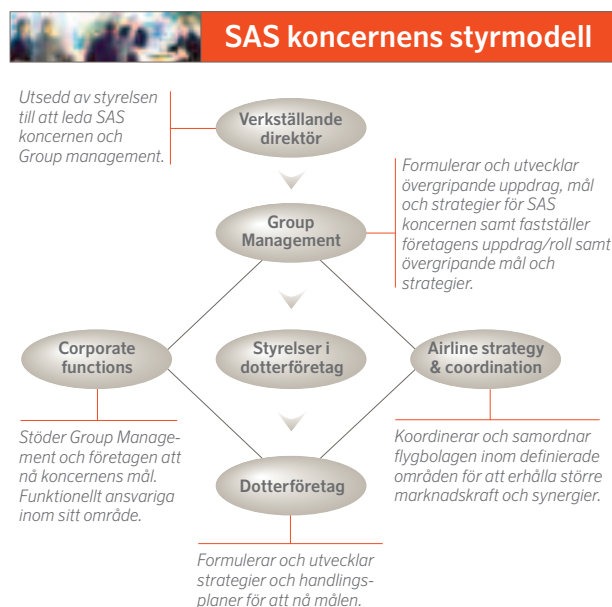 SAS koncernens styrmodell
Utsedd av styrelsen
till att leda SAS
koncernen och
Group management.
Verkställande
direktör
Formulerar och utvecklar
övergripande uppdrag, mål
och strategier för SAS
koncernen samt fastställer
företagens uppdrag/roll samt
övergripande mål och
strategier.
Group
Management
Corporate
functions
Styrelser i
dotterföretag
Airline strategy
& coordination
Stöder Group Manage-
ment och företagen att
nå koncernens mål.
Funktionellt ansvariga
inom sitt område.
Koordinerar och samordnar
flygbolagen inom definierade
områden för att erhålla större
marknadskraft och synergier.
Dotterföretag
Formulerar och utvecklar
strategier och handlings-
planer för att nå målen.